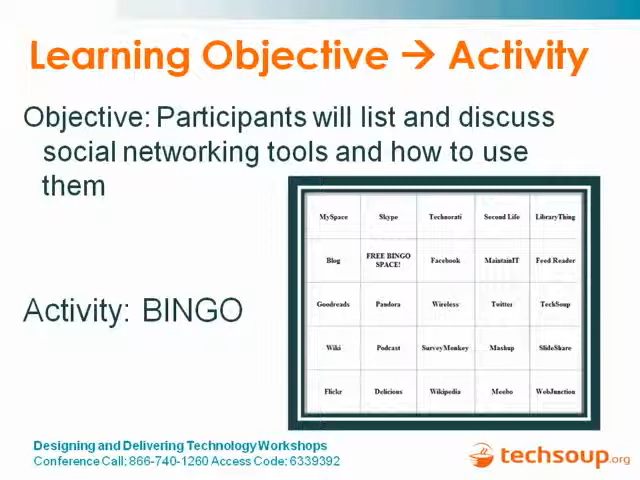 Learning Objective → Activity
Objective: Participants will list and discuss
social networking tools and how to use
them
MySpace Skype Technorati Second Life LibraryThing
Blog FREE BINGO SPACE! Facebook MaintainIT Feed Reader
Goodreads Pandora Wireless Twitter TechSoup
Wiki Podcast SurveyMonkey Mashup SlideShare
Flickr Delicious Wikipedia Meebo WebJunction
Activity: BINGO
Designing and Delivering Technology Workshops
Conference Call: 866-740-1260 Access Code: 6339392
techsoup.org